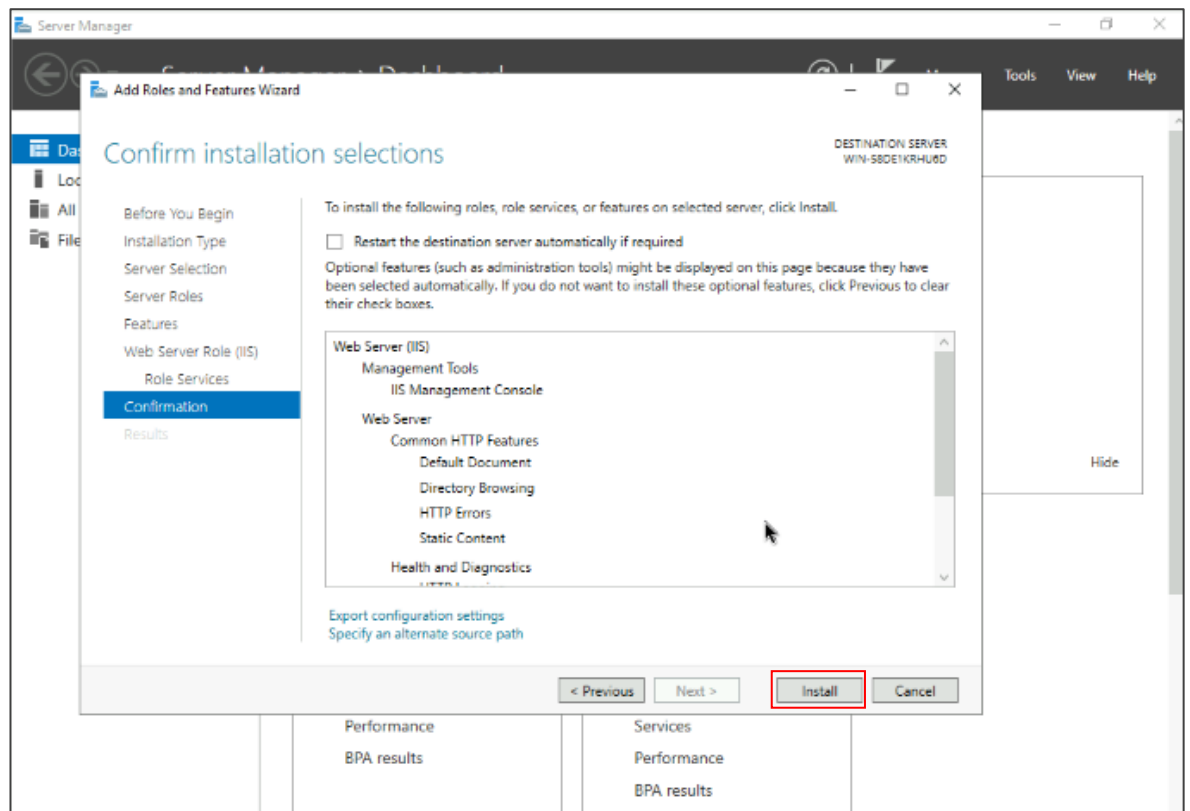 Server Manager
Tools View Help
Add Roles and Features Wizard
Confirm installation selections
DESTINATION SERVER
WIN-58DE1KRHU6D
Before You Begin
Installation Type
Server Selection
Server Roles
Features
Web Server Role (IIS)
Role Services
Confirmation
Results
To install the following roles, role services, or features on selected server, click Install.
Restart the destination server automatically if required
Optional features (such as administration tools) might be displayed on this page because they have
been selected automatically. If you do not want to install these optional features, click Previous to clear
their check boxes.
Web Server (IIS)
Management Tools
IIS Management Console
Web Server
Common HTTP Features
Default Document
Directory Browsing
HTTP Errors
Static Content
Health and Diagnostics
Export configuration settings
Specify an alternate source path
< Previous
Next >
Install
Cancel
Das
Loc
All
File
Hide
Performance
BPA results
Services
Performance
BPA results